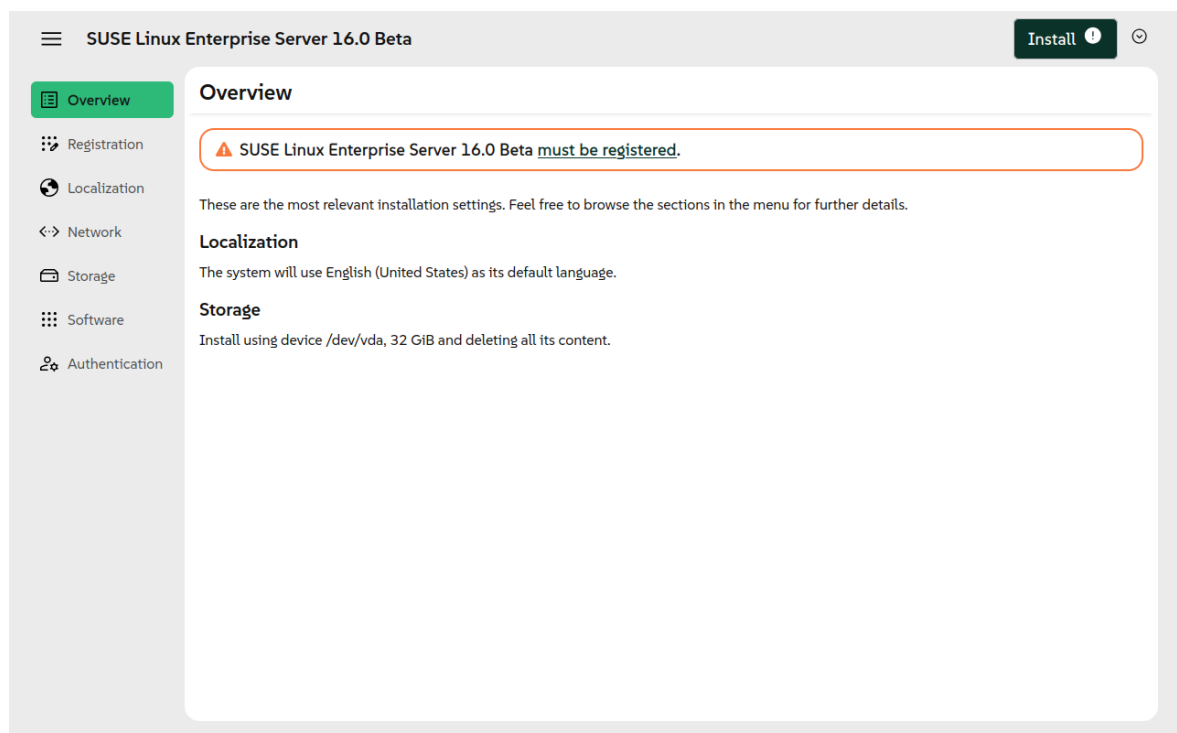 SUSE Linux Enterprise Server 16.0 Beta
Install !
Overview
Registration
Localization
Network
Storage
Software
Authentication
Overview
SUSE Linux Enterprise Server 16.0 Beta must be registered.
These are the most relevant installation settings. Feel free to browse the sections in the menu for further details.
Localization
The system will use English (United States) as its default language.
Storage
Install using device /dev/vda, 32 GiB and deleting all its content.